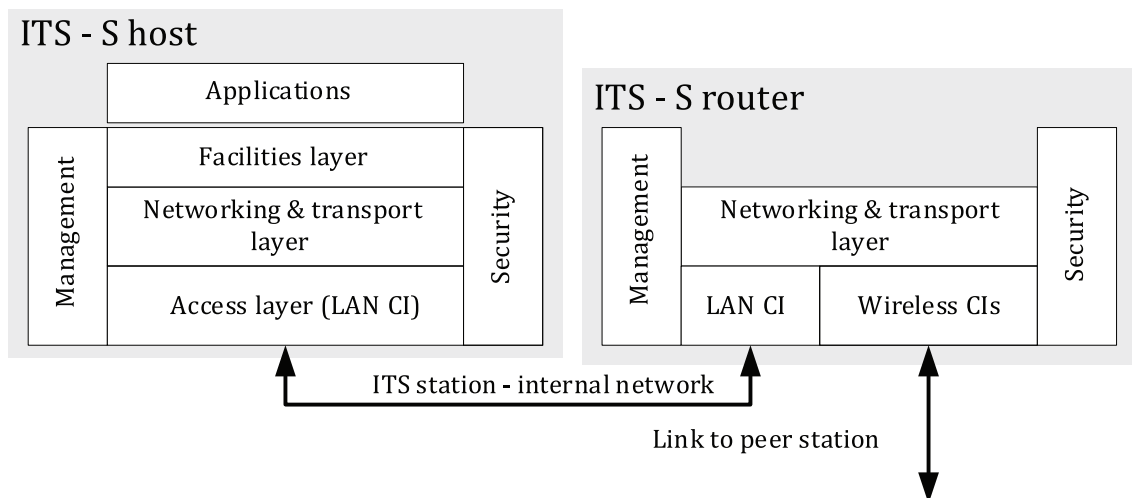 ITS - S host
Applications
Management
Facilities layer
Networking & transport
layer
Access layer (LAN CI)
Security
ITS - S router
Management
Networking & transport
layer
LAN CI
Wireless CIs
Security
ITS station - internal network
Link to peer station